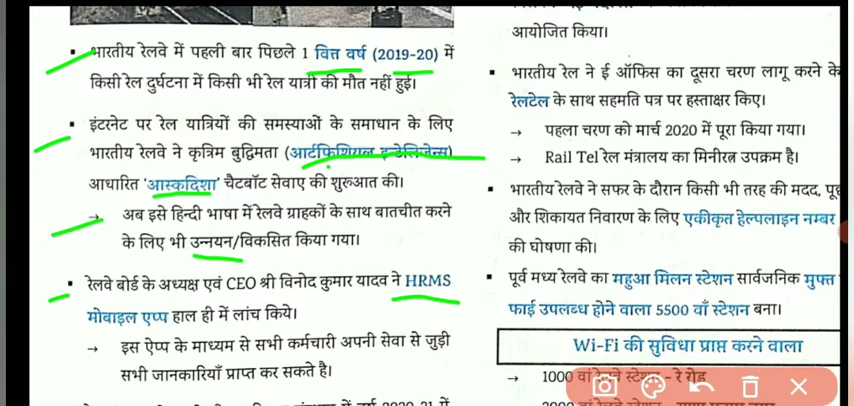 ▪ भारतीय रेलवे में पहली बार पिछले 1 वित्त वर्ष (2019-20) में
किसी रेल दुर्घटना में किसी भी रेल यात्री की मौत नहीं हुई।
▪ इंटरनेट पर रेल यात्रियों की समस्याओं के समाधान के लिए
भारतीय रेलवे ने कृत्रिम बुद्धिमता (आर्टिफिशियल इन्टेलिजेन्स)
आधारित 'आस्कदिशा' चैटबॉट सेवाए की शुरूआत की।
→ अब इसे हिन्दी भाषा में रेलवे ग्राहकों के साथ बातचीत करने
के लिए भी उन्नयन/विकसित किया गया।
▪ रेलवे बोर्ड के अध्यक्ष एवं CEO श्री विनोद कुमार यादव ने HRMS
मोबाइल एप्प हाल ही में लांच किये।
→ इस ऐप्प के माध्यम से सभी कर्मचारी अपनी सेवा से जुड़ी
सभी जानकारियाँ प्राप्त कर सकते है।
आयोजित किया।
▪ भारतीय रेल ने ई ऑफिस का दूसरा चरण लागू करने के
रेलटेल के साथ सहमति पत्र पर हस्ताक्षर किए।
→ पहला चरण को मार्च 2020 में पूरा किया गया।
→ Rail Tel रेल मंत्रालय का मिनीरत्न उपक्रम है।
▪ भारतीय रेलवे ने सफर के दौरान किसी भी तरह की मदद,
और शिकायत निवारण के लिए एकीकृत हेल्पलाइन नम्बर
की घोषणा की।
▪ पूर्व मध्य रेलवे का महुआ मिलन स्टेशन सार्वजनिक मुफ्त
फाई उपलब्ध होने वाला 5500 वाँ स्टेशन बना।
Wi-Fi की सुविधा प्राप्त करने वाला
→ 1000 वां रेलवे स्टेशन - रे रोड